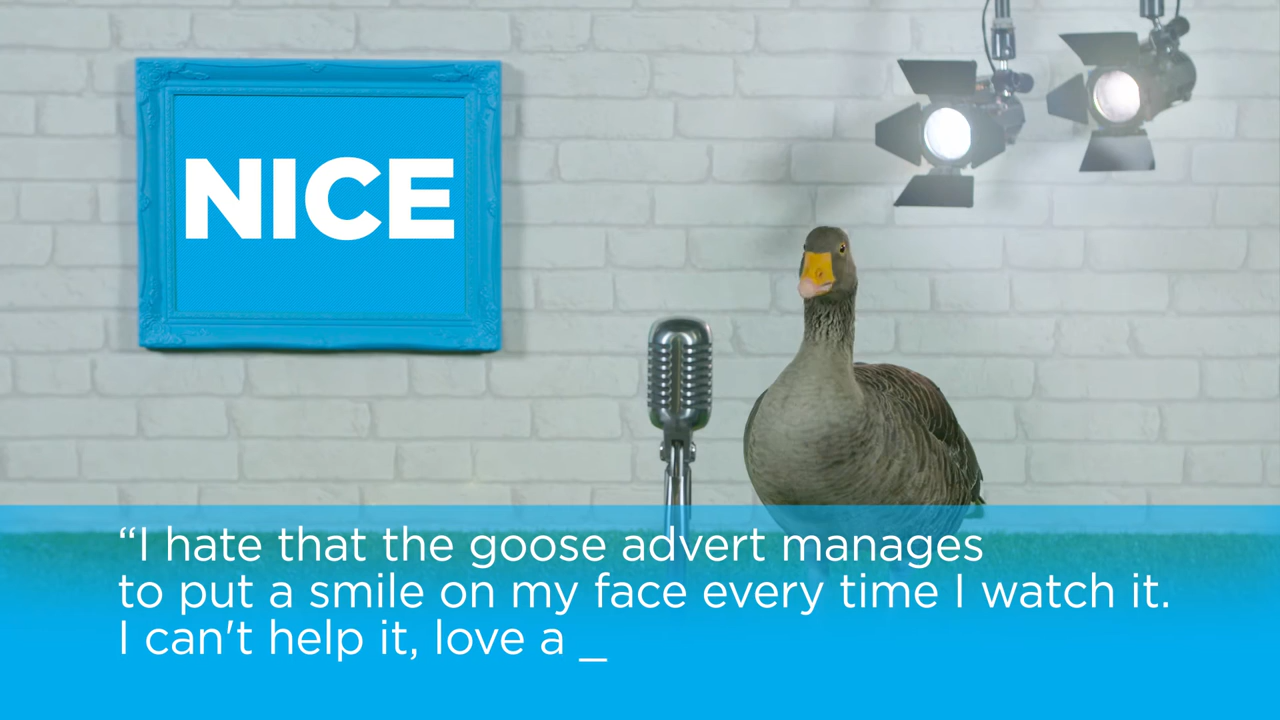 NICE
“I hate that the goose advert manages
to put a smile on my face every time I watch it.
I can't help it, love a _